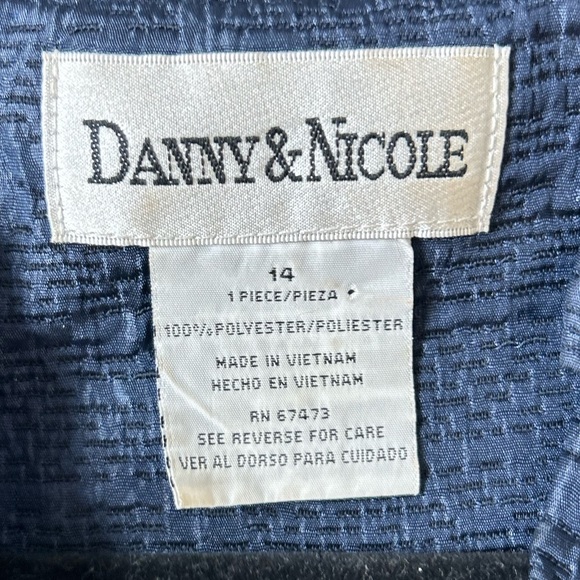 DANNY & NICOLE
14
1 PIECE/PIEZA
100% POLYESTER/POLIESTER
MADE IN VIETNAM
HECHO EN VIETNAM
RN 67473
SEE REVERSE FOR CARE
VER AL DORSO PARA CUIDADO